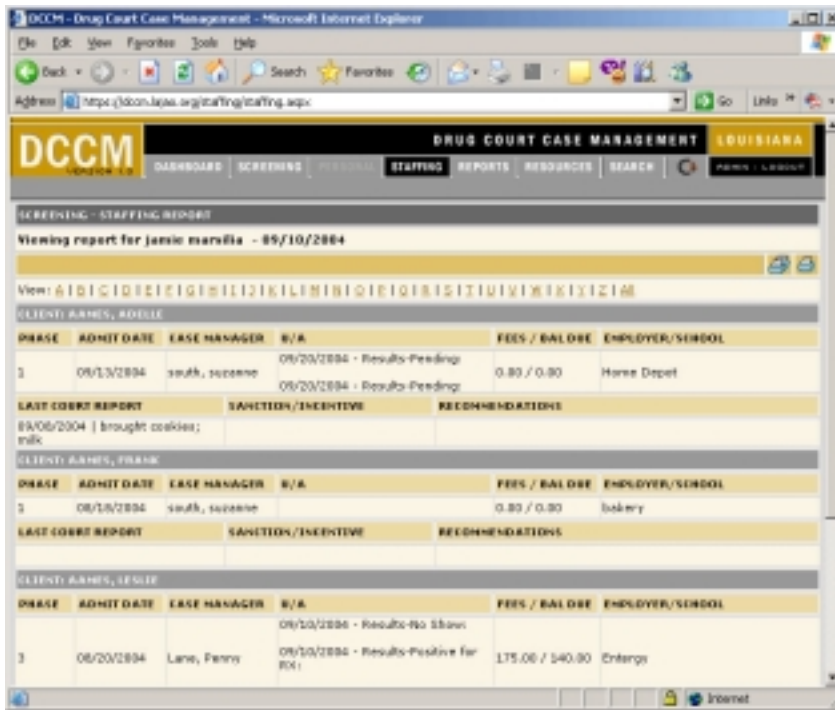 DCCM - Drug Court Case Management - Microsoft Internet Explorer
File Edit View Favorites Tools Help
Back Search Favorites
Address Go Links
DCCM
VERSION 1.0
DRUG COURT CASE MANAGEMENT LOUISIANA
DASHBOARD SCREENING PERSONAL STAFFING REPORTS RESOURCES SEARCH ADMIN : LOGOUT
SCREENING - STAFFING REPORT
Viewing report for jamie marsilia - 09/10/2004
View: A | B | C | D | E | F | G | H | I | J | K | L | M | N | O | P | Q | R | S | T | U | V | W | X | Y | Z | All
CLIENT: AAMES, ADELLE
PHASE ADMIT DATE CASE MANAGER U/A FEES / BAL DUE EMPLOYER/SCHOOL
1 09/13/2004 south, suzanne 09/20/2004 - Results-Pending: 0.00 / 0.00 Home Depot
09/20/2004 - Results-Pending:
LAST COURT REPORT SANCTION/INCENTIVE RECOMMENDATIONS
09/08/2004 | brought cookies;
milk
CLIENT: AAMES, FRANK
PHASE ADMIT DATE CASE MANAGER U/A FEES / BAL DUE EMPLOYER/SCHOOL
1 08/18/2004 south, suzanne 0.00 / 0.00 bakery
LAST COURT REPORT SANCTION/INCENTIVE RECOMMENDATIONS
CLIENT: AAMES, LESLIE
PHASE ADMIT DATE CASE MANAGER U/A FEES / BAL DUE EMPLOYER/SCHOOL
09/10/2004 - Results-No Show:
3 08/20/2004 Lane, Penny 09/10/2004 - Results-Positive for 175.00 / 140.00 Entergy
RX:
Internet